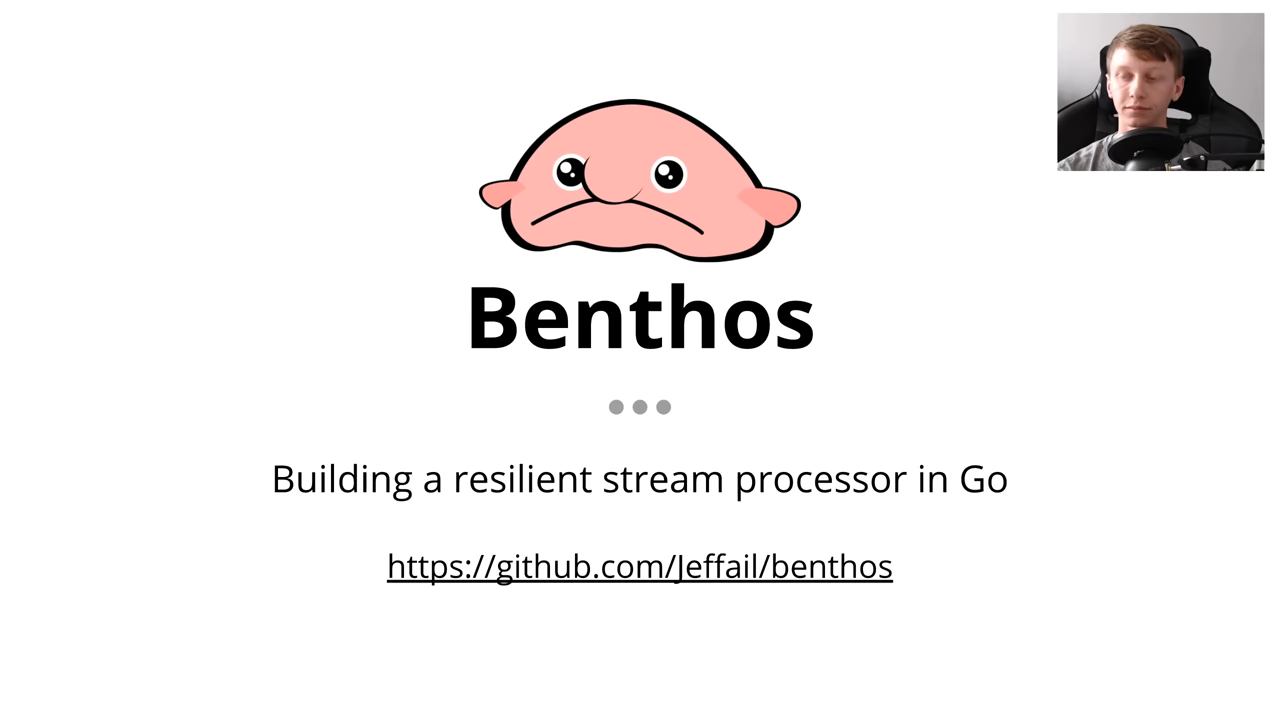 Benthos
Building a resilient stream processor in Go
https://github.com/Jeffail/benthos